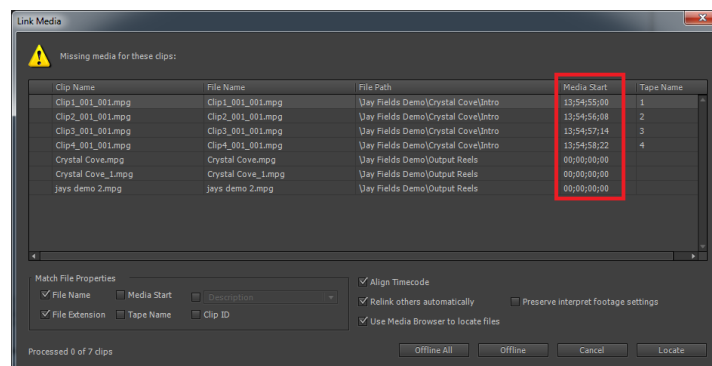 Link Media
Missing media for these clips:
Clip Name File Name File Path Media Start Tape Name
Clip1_001_001.mpg Clip1_001_001.mpg \Jay Fields Demo\Crystal Cove\Intro 13;54;55;00 1
Clip2_001_001.mpg Clip2_001_001.mpg \Jay Fields Demo\Crystal Cove\Intro 13;54;56;08 2
Clip3_001_001.mpg Clip3_001_001.mpg \Jay Fields Demo\Crystal Cove\Intro 13;54;57;14 3
Clip4_001_001.mpg Clip4_001_001.mpg \Jay Fields Demo\Crystal Cove\Intro 13;54;58;22 4
Crystal Cove.mpg Crystal Cove.mpg \Jay Fields Demo\Output Reels 00;00;00;00
Crystal Cove_1.mpg Crystal Cove_1.mpg \Jay Fields Demo\Output Reels 00;00;00;00
jays demo 2.mpg jays demo 2.mpg \Jay Fields Demo\Output Reels 00;00;00;00
Match File Properties
Align Timecode
File Name Media Start Description
Relink others automatically Preserve interpret footage settings
File Extension Tape Name Clip ID
Use Media Browser to locate files
Processed 0 of 7 clips Offline All Offline Cancel Locate